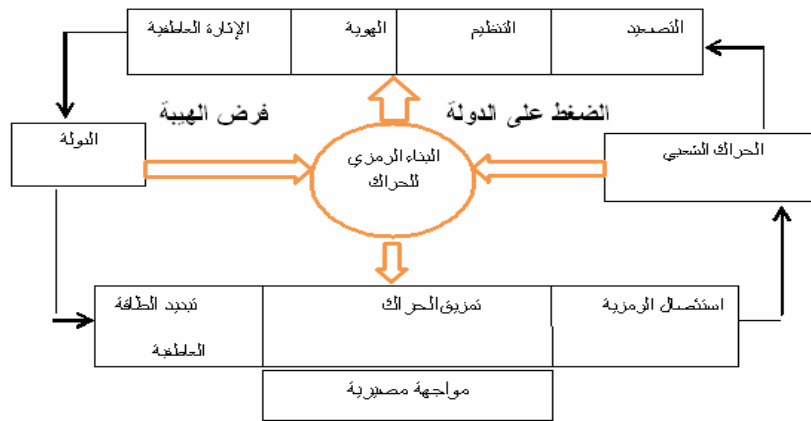 التصعيد
التنظيم
الهوية
الإثارة العاطفية
الضغط على الدولة
فرض الهيبة
الحراك الشعبي
البناء الرمزي
للحراك
الدولة
استئصال الرمزية
تمزيق الحراك
تبديد الطاقة
العاطفية
مواجهة مصيرية